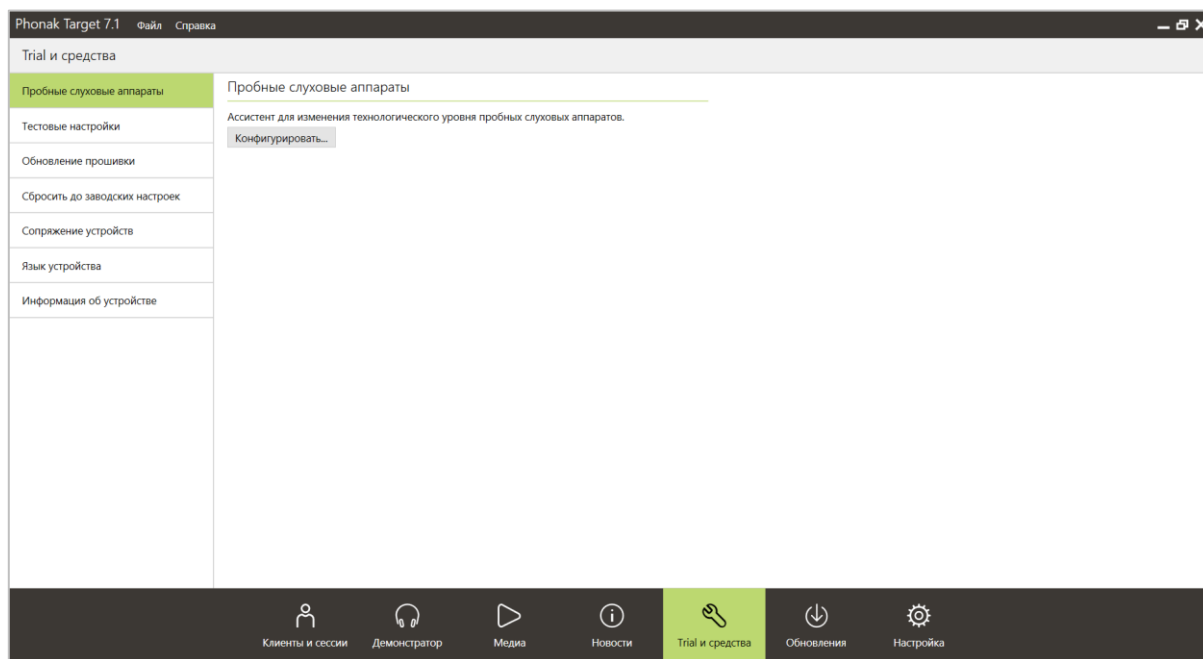 Phonak Target 7.1 Файл Справка
Trial и средства
Пробные слуховые аппараты
Тестовые настройки
Обновление прошивки
Сбросить до заводских настроек
Сопряжение устройств
Язык устройства
Информация об устройстве
Пробные слуховые аппараты
Ассистент для изменения технологического уровня пробных слуховых аппаратов.
Конфигурировать...
Клиенты и сессии Демонстратор Медиа Новости Trial и средства Обновления Настройка